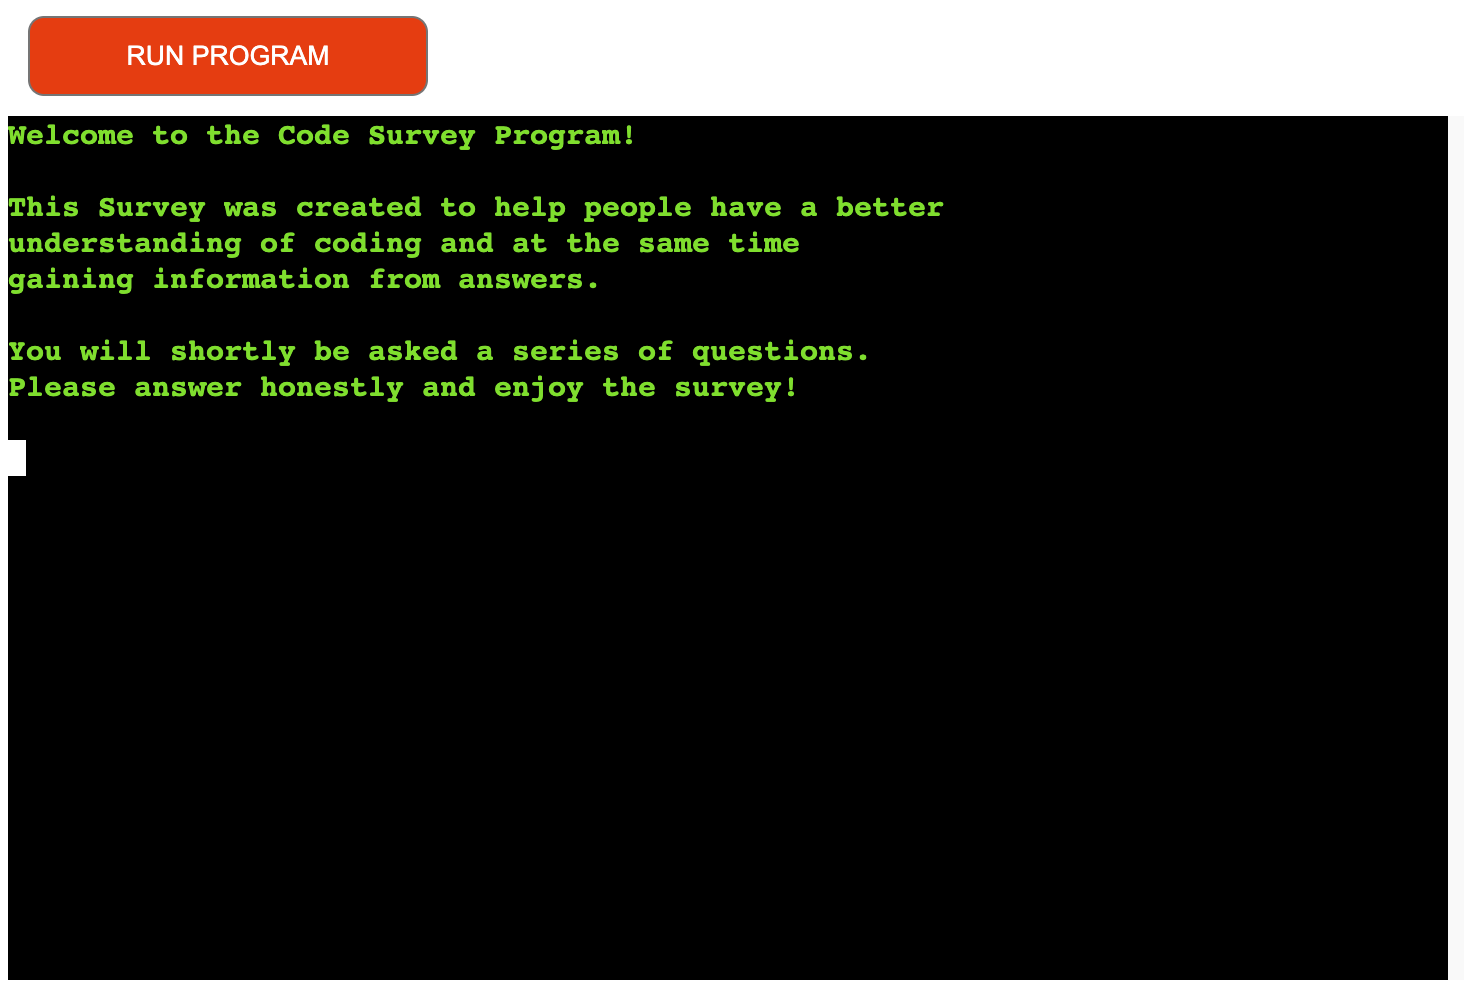 RUN PROGRAM
Welcome to the Code Survey Program!
This Survey was created to help people have a better
understanding of coding and at the same time
gaining information from answers.
You will shortly be asked a series of questions.
Please answer honestly and enjoy the survey!